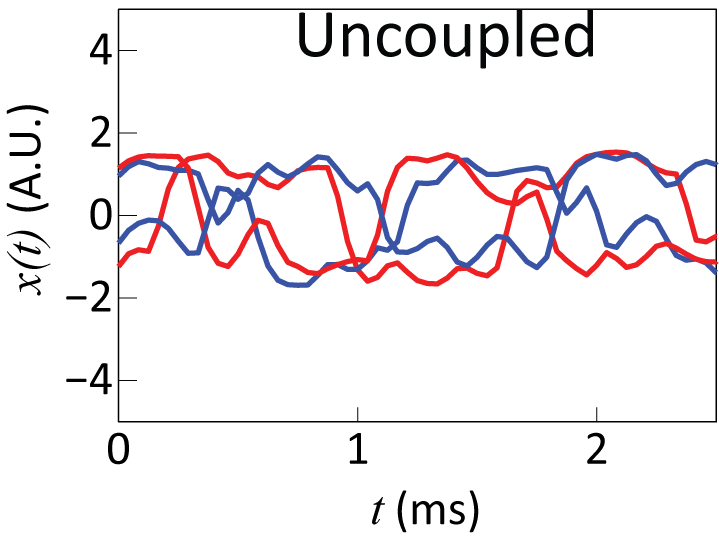 Uncoupled
4
2
0
−2
−4
x(t) (A.U.)
0 1 2
t (ms)